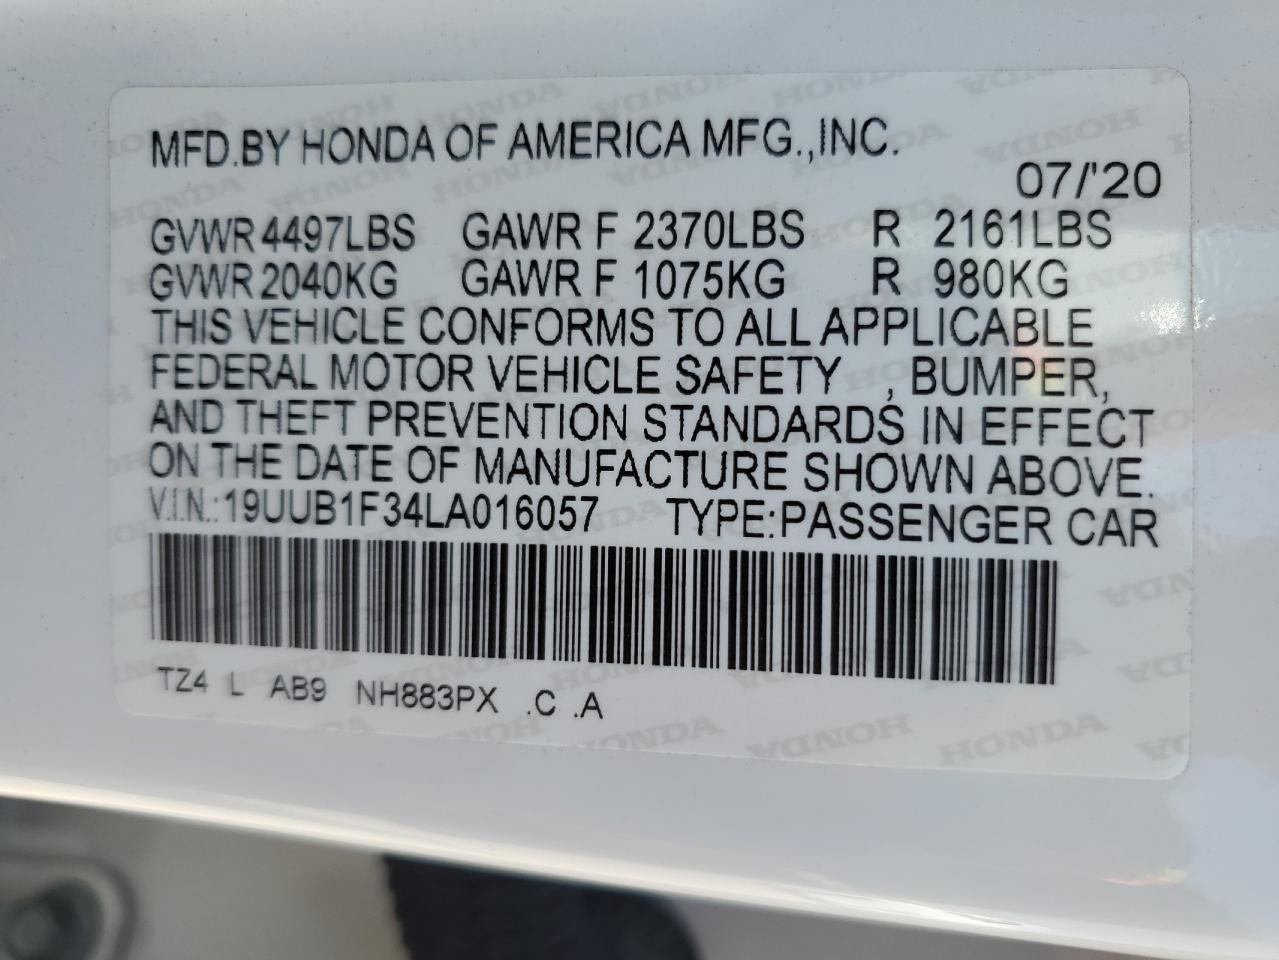 MFD.BY HONDA OF AMERICA MFG.,INC.
07/'20
GVWR 4497LBS GAWR F 2370LBS R 2161LBS
GVWR 2040KG GAWR F 1075KG R 980KG
THIS VEHICLE CONFORMS TO ALL APPLICABLE
FEDERAL MOTOR VEHICLE SAFETY , BUMPER,
AND THEFT PREVENTION STANDARDS IN EFFECT
ON THE DATE OF MANUFACTURE SHOWN ABOVE.
V.I.N.: 19UUB1F34LA016057 TYPE:PASSENGER CAR
TZ4 L AB9 NH883PX .C .A